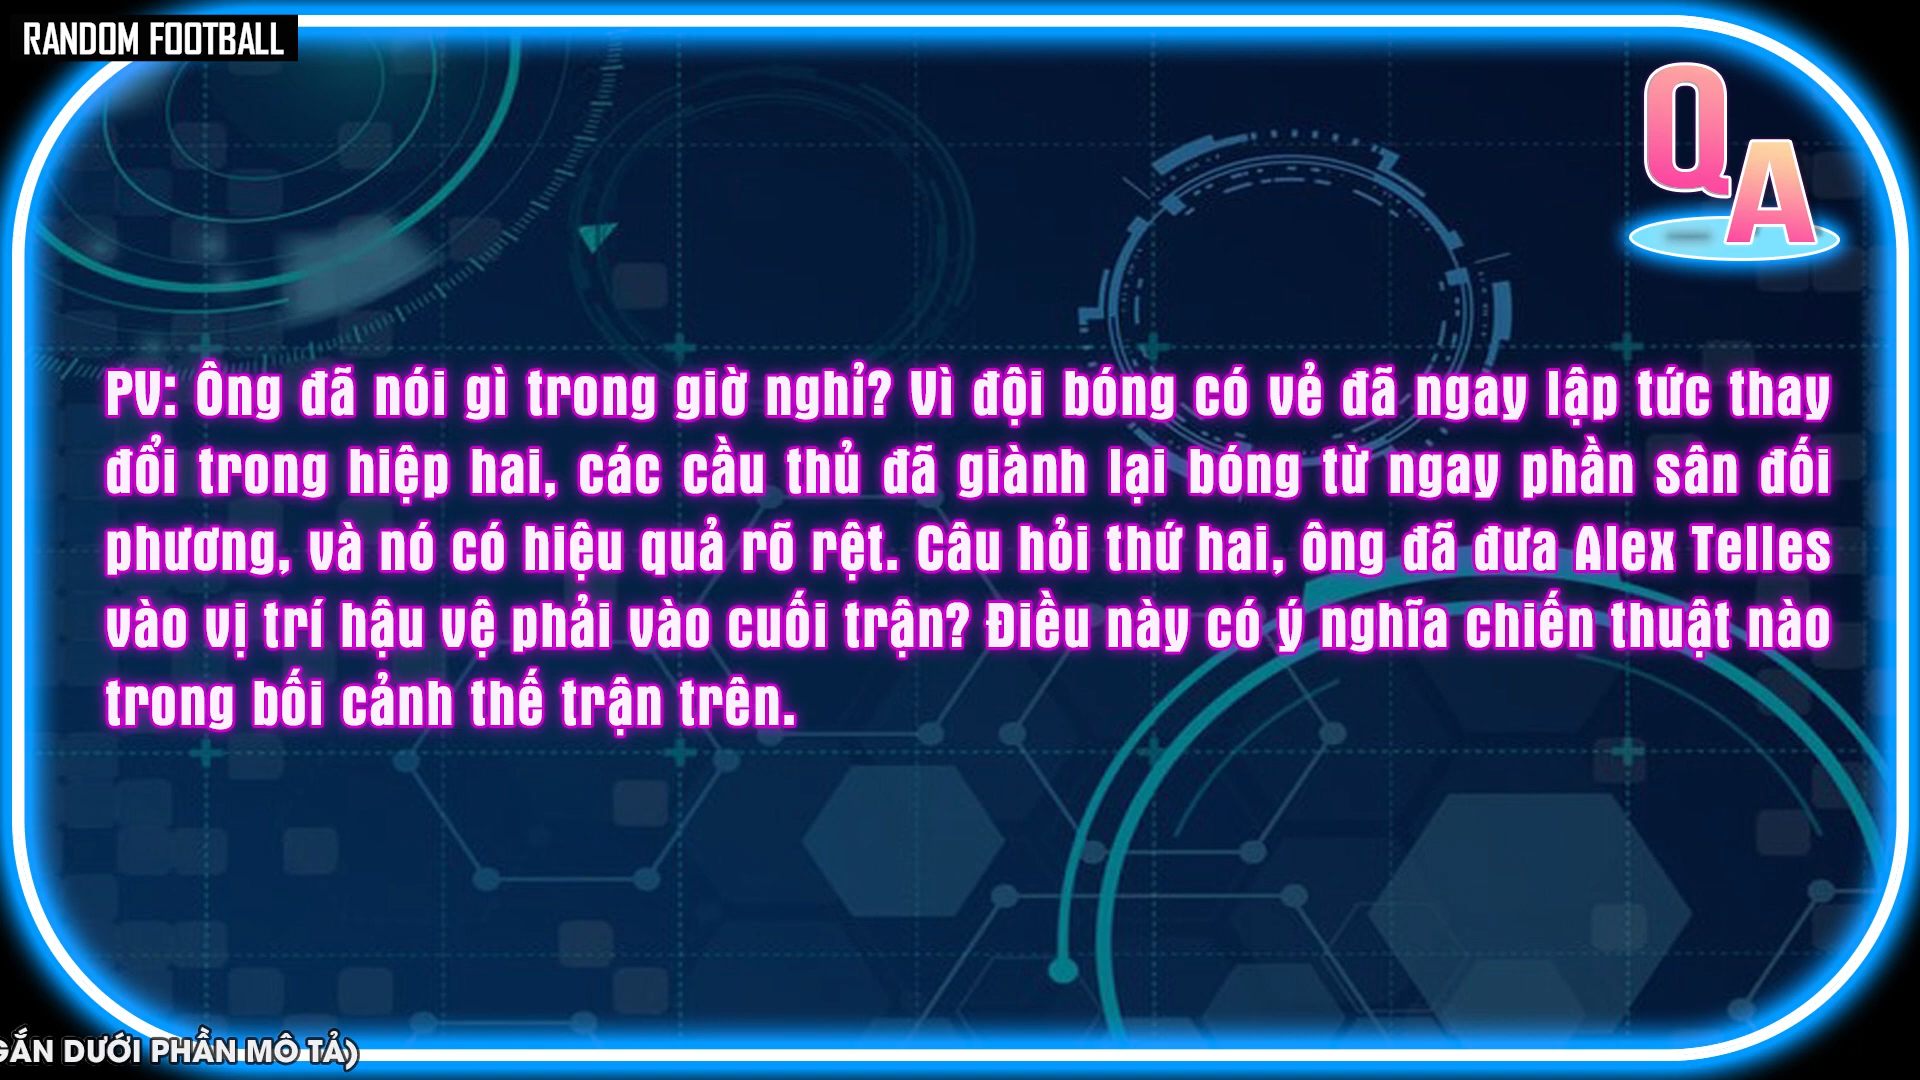 RANDOM FOOTBALL
QA
PV: Ông đã nói gì trong giờ nghỉ? Vì đội bóng có vẻ đã ngay lập tức thay
đổi trong hiệp hai, các cầu thủ đã giành lại bóng từ ngay phần sân đối
phương, và nó có hiệu quả rõ rệt. Câu hỏi thứ hai, ông đã đưa Alex Telles
vào vị trí hậu vệ phải vào cuối trận? Điều này có ý nghĩa chiến thuật nào
trong bối cảnh thế trận trên.
GẮN DƯỚI PHẦN MÔ TẢ)